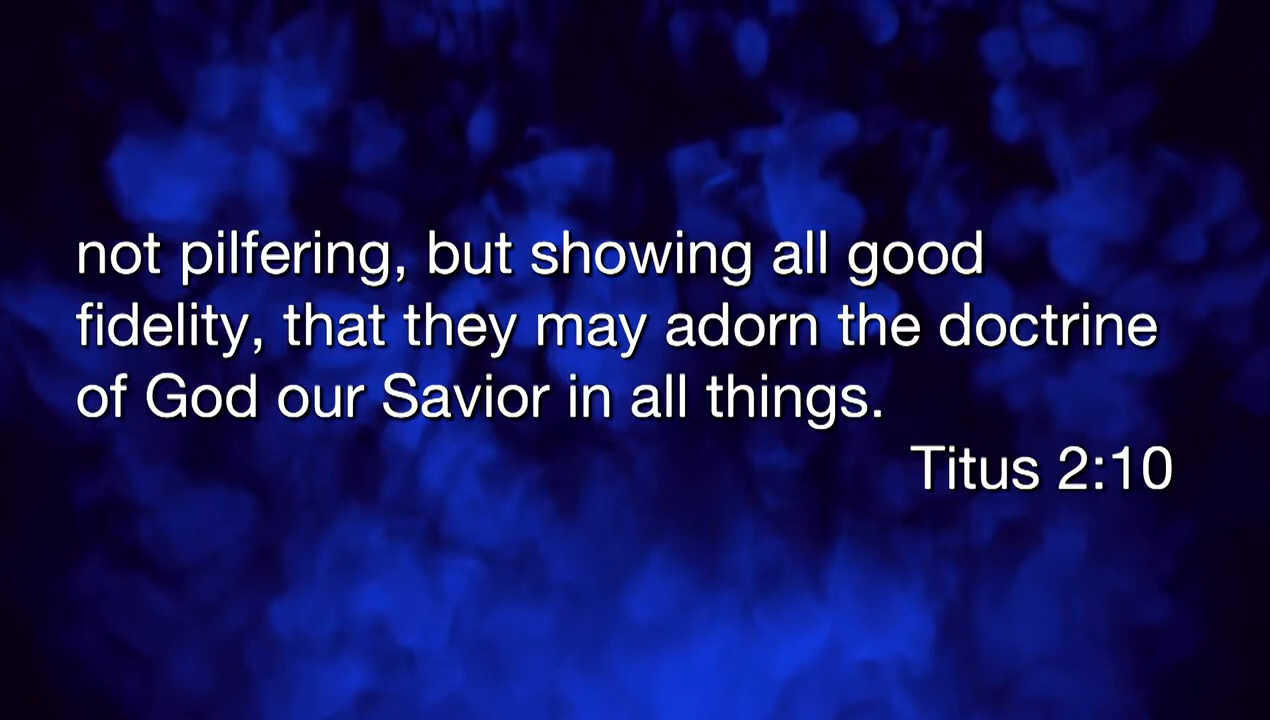 not pilfering, but showing all good
fidelity, that they may adorn the doctrine
of God our Savior in all things.
Titus 2:10